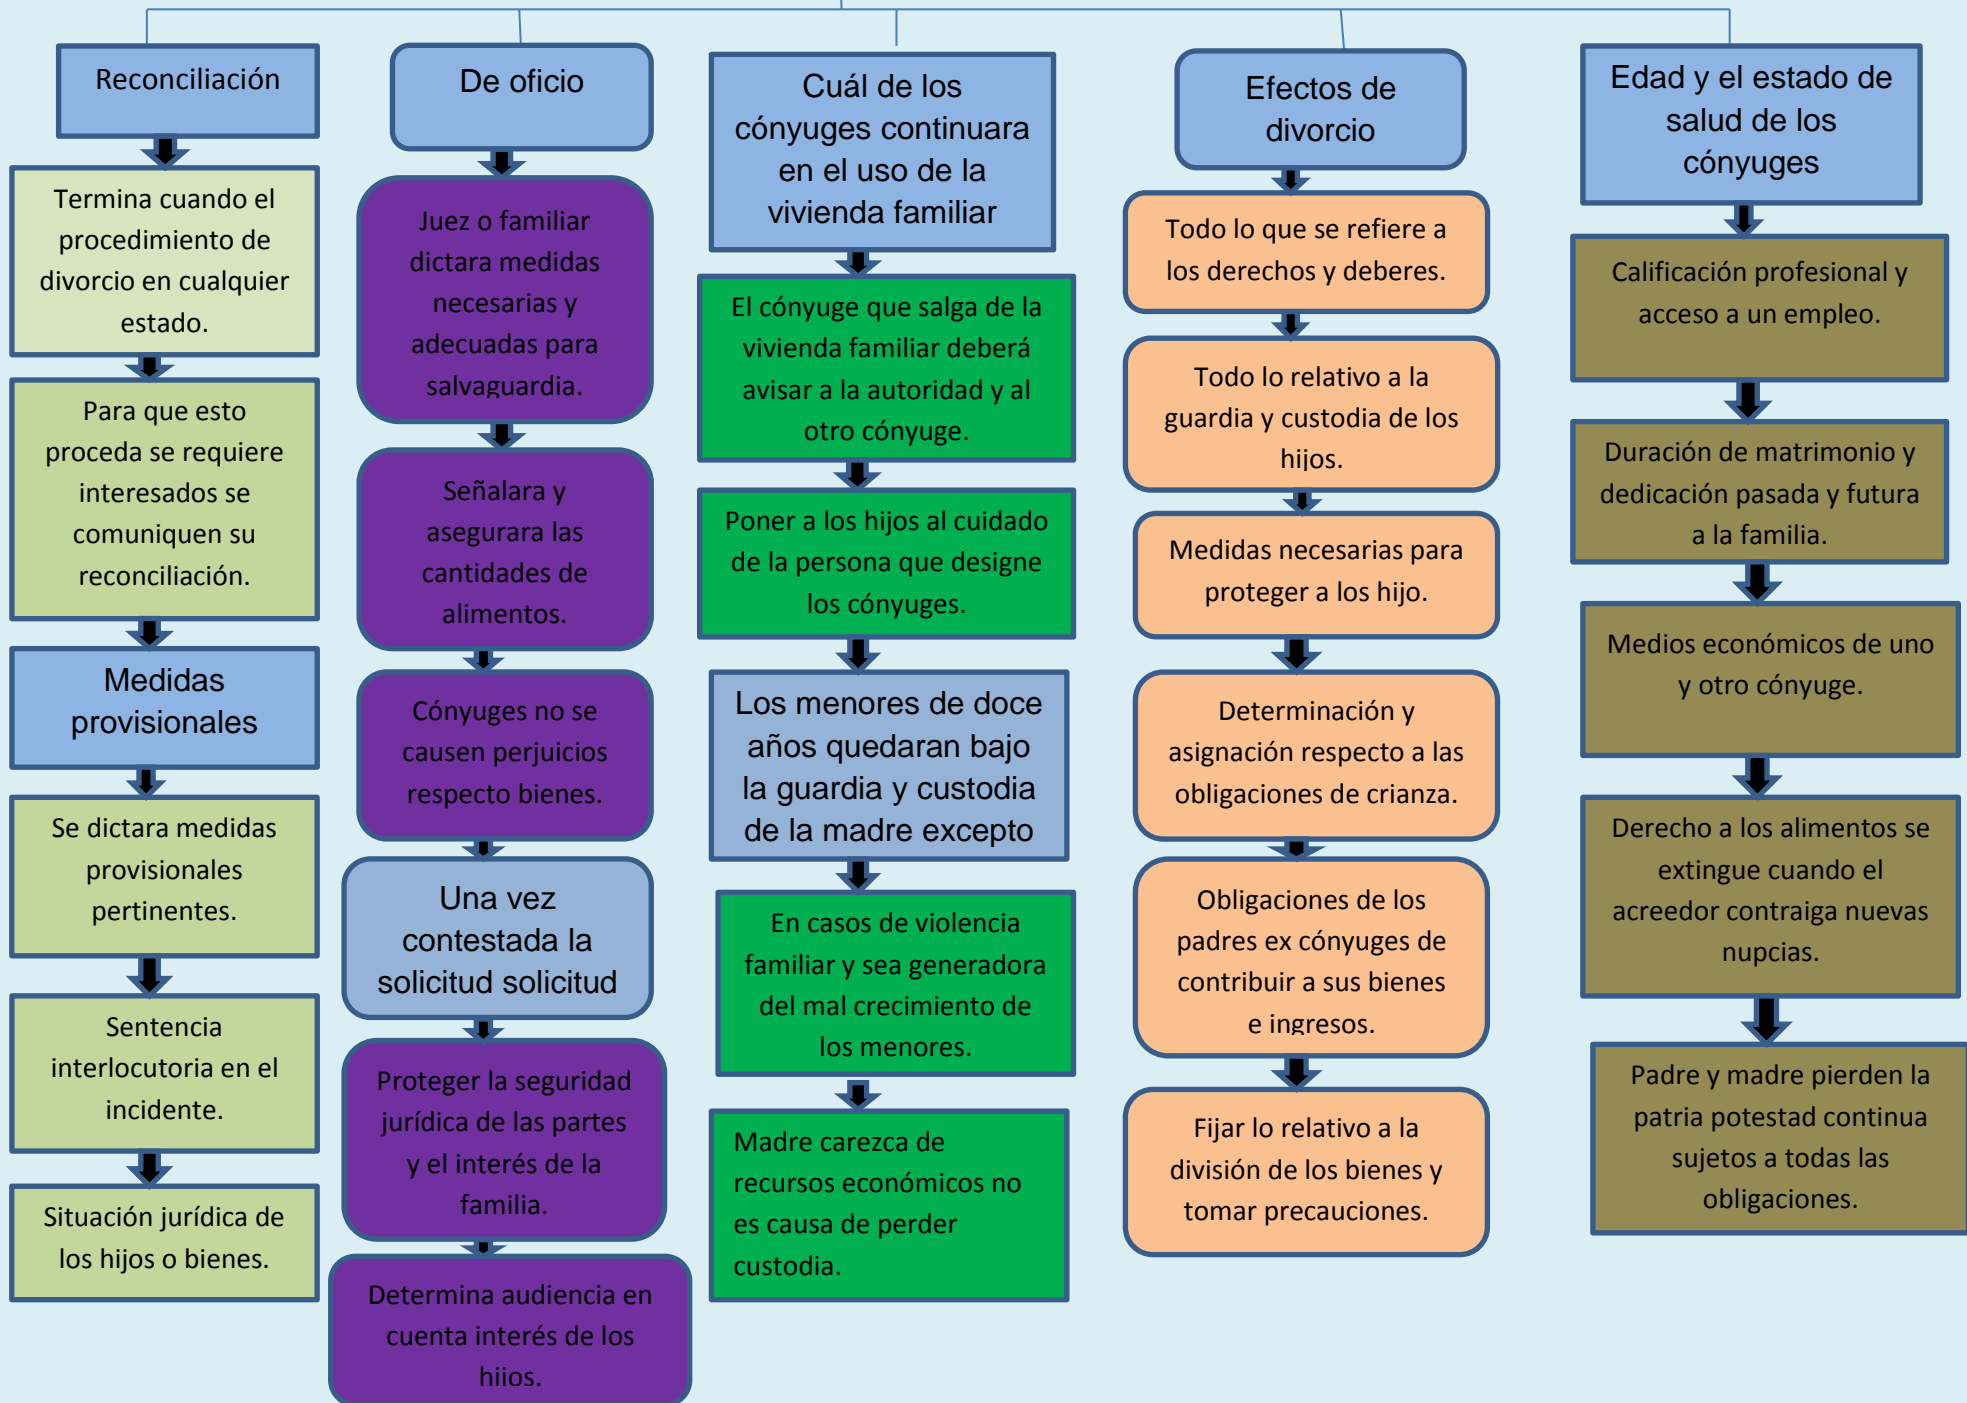 Reconciliación
Termina cuando el
procedimiento de
divorcio en cualquier
estado.
Para que esto
proceda se requiere
interesados se
comuniquen su
reconciliación.
Medidas
provisionales
Se dictara medidas
provisionales
pertinentes.
Sentencia
interlocutoria en el
incidente.
Situación jurídica de
los hijos o bienes.
De oficio
Juez o familiar
dictara medidas
necesarias y
adecuadas para
salvaguardia.
Señalara y
asegurara las
cantidades de
alimentos.
Cónyuges no se
causen perjuicios
respecto bienes.
Una vez
contestada la
solicitud solicitud
Proteger la seguridad
jurídica de las partes
y el interés de la
familia.
Determina audiencia en
cuenta interés de los
hijos.
Cuál de los
cónyuges continuara
en el uso de la
vivienda familiar
El cónyuge que salga de la
vivienda familiar deberá
avisar a la autoridad y al
otro cónyuge.
Poner a los hijos al cuidado
de la persona que designe
los cónyuges.
Los menores de doce
años quedaran bajo
la guardia y custodia
de la madre excepto
En casos de violencia
familiar y sea generadora
del mal crecimiento de
los menores.
Madre carezca de
recursos económicos no
es causa de perder
custodia.
Efectos de
divorcio
Todo lo que se refiere a
los derechos y deberes.
Todo lo relativo a la
guardia y custodia de los
hijos.
Medidas necesarias para
proteger a los hijo.
Determinación y
asignación respecto a las
obligaciones de crianza.
Obligaciones de los
padres ex cónyuges de
contribuir a sus bienes
e ingresos.
Fijar lo relativo a la
división de los bienes y
tomar precauciones.
Edad y el estado de
salud de los
cónyuges
Calificación profesional y
acceso a un empleo.
Duración de matrimonio y
dedicación pasada y futura
a la familia.
Medios económicos de uno
y otro cónyuge.
Derecho a los alimentos se
extingue cuando el
acreedor contraiga nuevas
nupcias.
Padre y madre pierden la
patria potestad continua
sujetos a todas las
obligaciones.